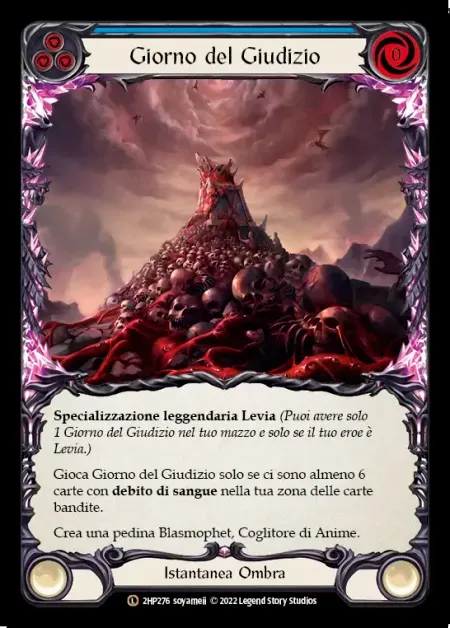 Giorno del Giudizio
0
Specializzazione leggendaria Levia (Puoi avere solo
1 Giorno del Giudizio nel tuo mazzo e solo se il tuo eroe è
Levia.)
Gioca Giorno del Giudizio solo se ci sono almeno 6
carte con debito di sangue nella tua zona delle carte
bandite.
Crea una pedina Blasmophet, Coglitore di Anime.
Istantanea Ombra
L 2HP276 soyameii © 2022 Legend Story Studios